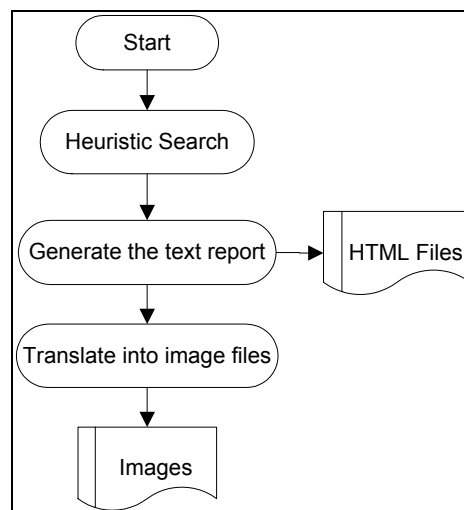 Start
Heuristic Search
Generate the text report
HTML Files
Translate into image files
Images